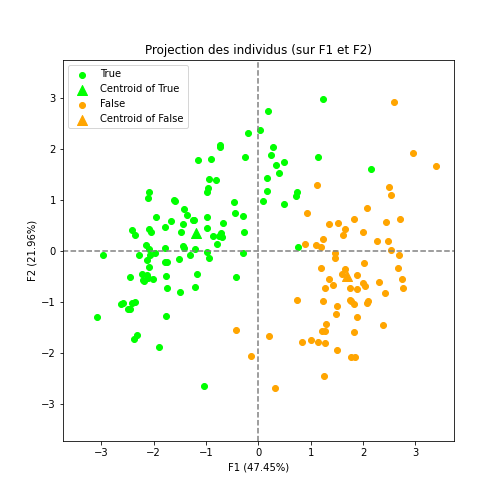 Projection des individus (sur F1 et F2)
True
Centroid of True
False
Centroid of False
F2 (21.96%)
3
2
1
0
−1
−2
−3
−3
−2
−1
0
1
2
3
F1 (47.45%)